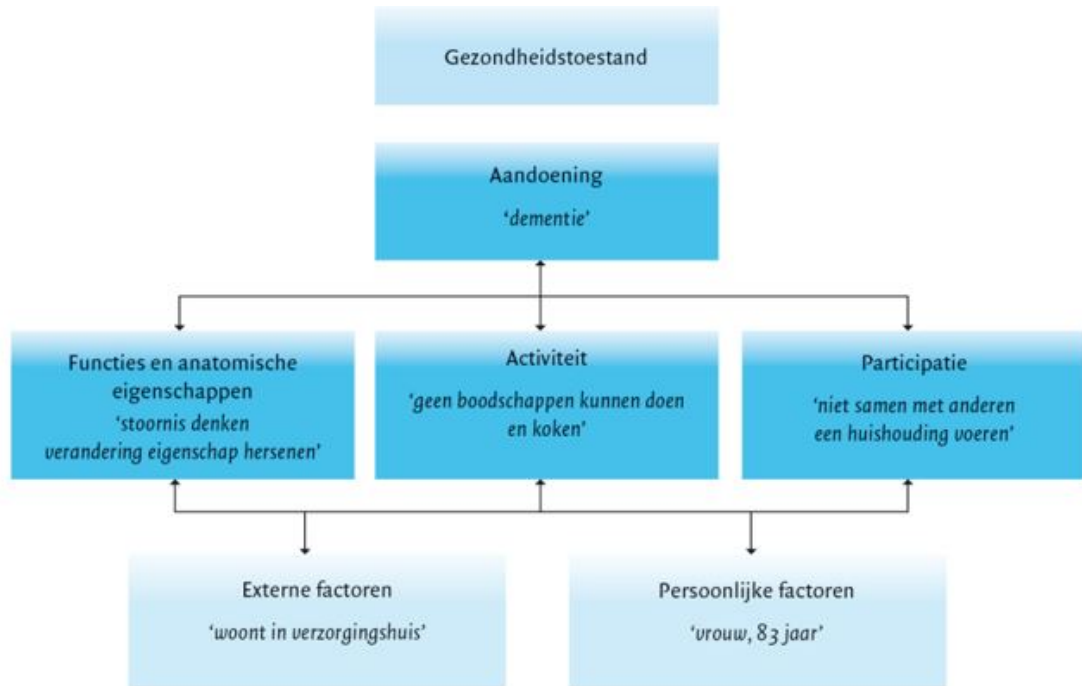 Gezondheidstoestand
Aandoening
‘dementie’
Functies en anatomische
eigenschappen
‘stoornis denken
verandering eigenschap hersenen’
Activiteit
‘geen boodschappen kunnen doen
en koken’
Participatie
‘niet samen met anderen
een huishouding voeren’
Externe factoren
‘woont in verzorgingshuis’
Persoonlijke factoren
‘vrouw, 83 jaar’